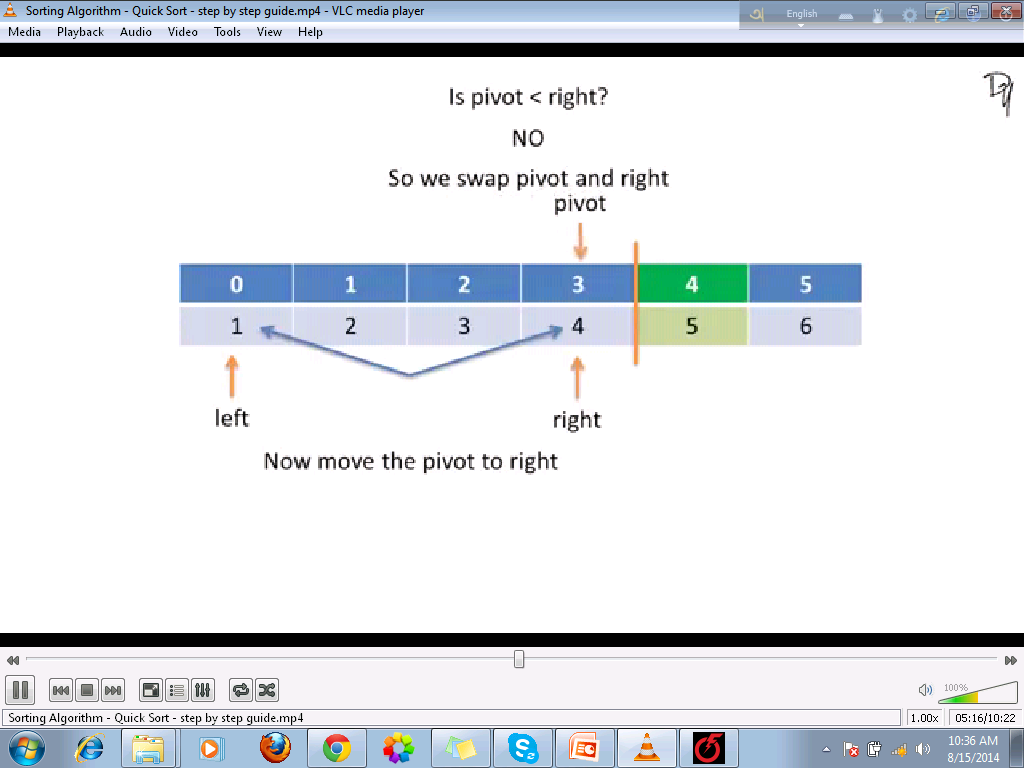 Sorting Algorithm - Quick Sort - step by step guide.mp4 - VLC media player
English
Media Playback Audio Video Tools View Help
Is pivot < right?
NO
So we swap pivot and right
pivot
0 1 2 3 4 5
1 2 3 4 5 6
left right
Now move the pivot to right
100%
Sorting Algorithm - Quick Sort - step by step guide.mp4 1.00x 05:16/10:22
10:36 AM
8/15/2014